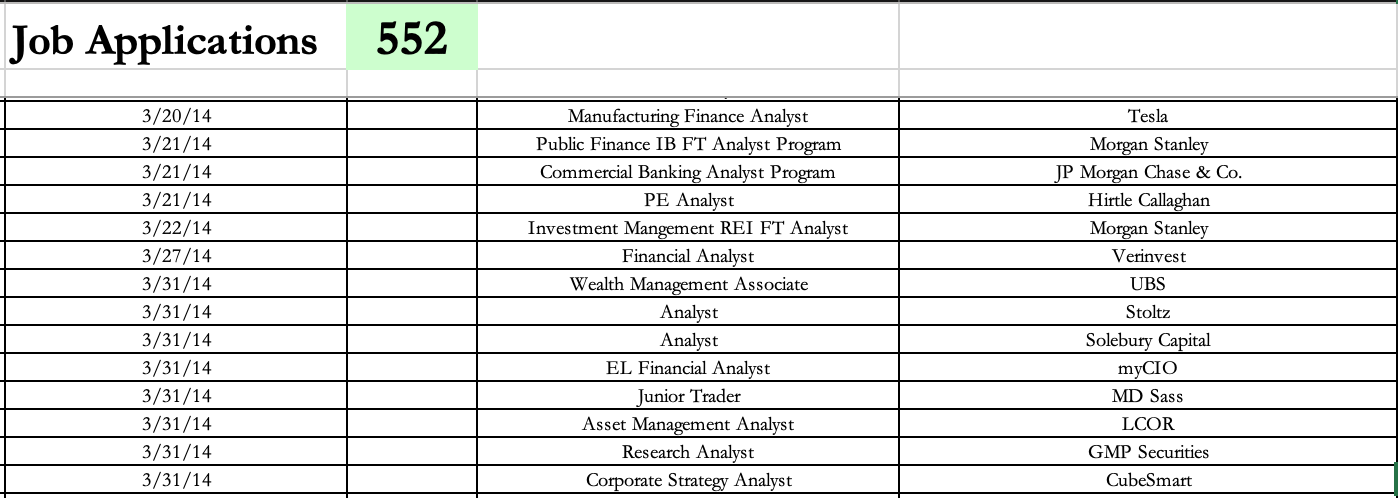 Job Applications 552
3/20/14 Manufacturing Finance Analyst Tesla
3/21/14 Public Finance IB FT Analyst Program Morgan Stanley
3/21/14 Commercial Banking Analyst Program JP Morgan Chase & Co.
3/21/14 PE Analyst Hirtle Callaghan
3/22/14 Investment Mangement REI FT Analyst Morgan Stanley
3/27/14 Financial Analyst Verinvest
3/31/14 Wealth Management Associate UBS
3/31/14 Analyst Stoltz
3/31/14 Analyst Solebury Capital
3/31/14 EL Financial Analyst myCIO
3/31/14 Junior Trader MD Sass
3/31/14 Asset Management Analyst LCOR
3/31/14 Research Analyst GMP Securities
3/31/14 Corporate Strategy Analyst CubeSmart